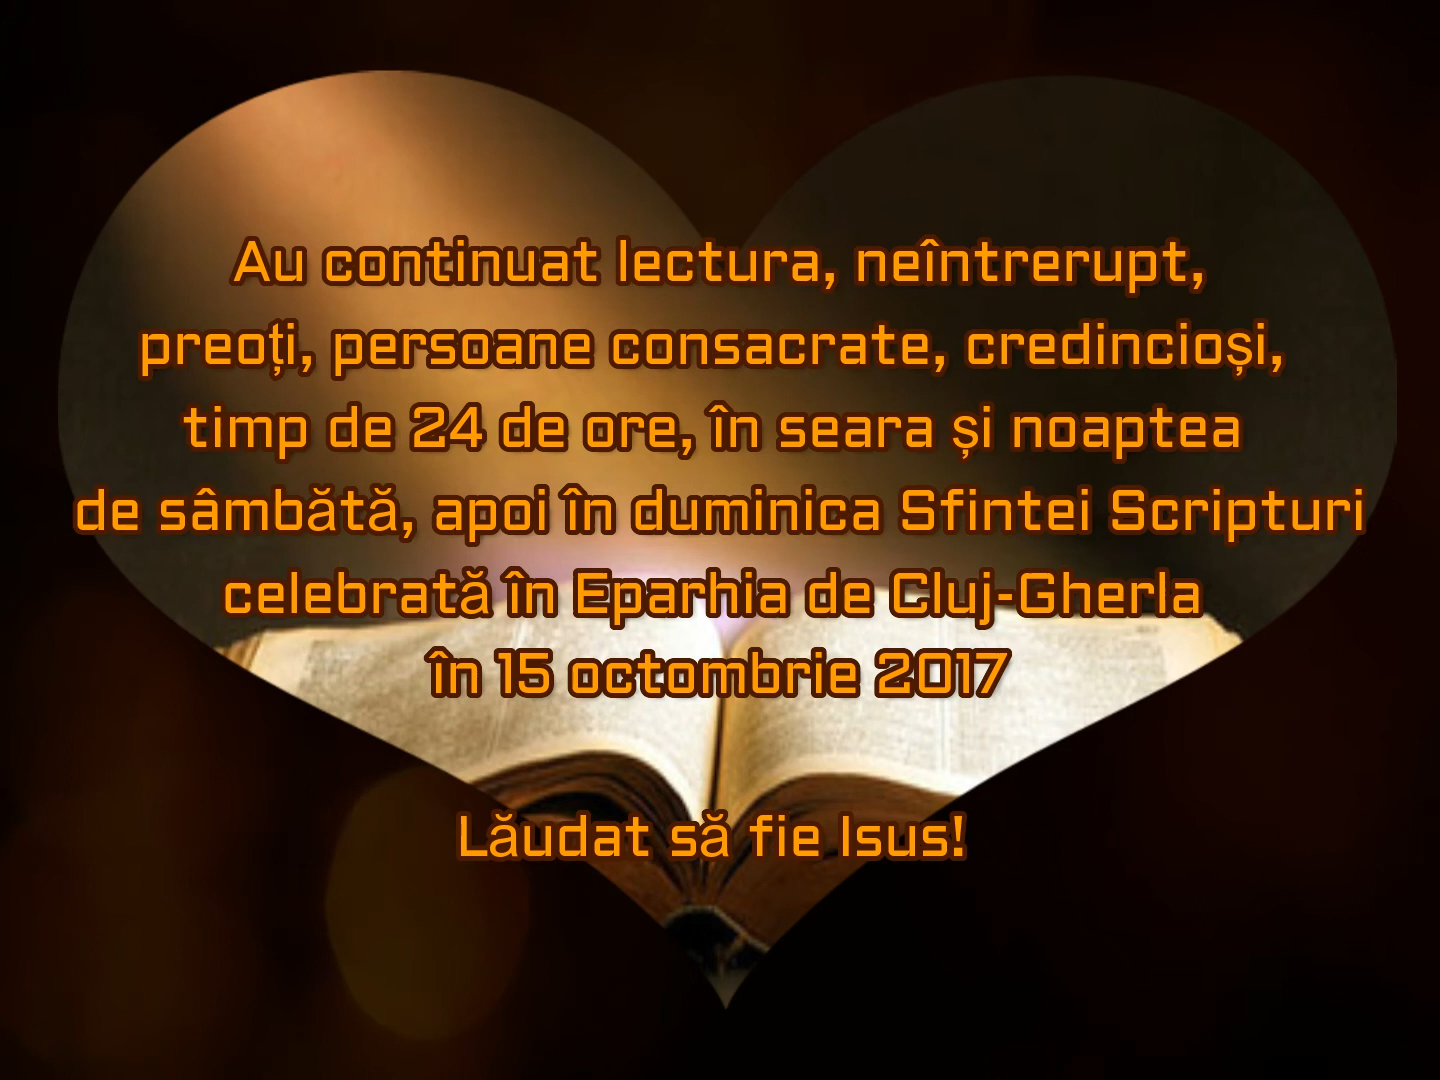 Au continuat lectura, neîntrerupt,
preoți, persoane consacrate, credincioși,
timp de 24 de ore, în seara și noaptea
de sâmbătă, apoi în duminica Sfintei Scripturi
celebrată în Eparhia de Cluj-Gherla
în 15 octombrie 2017
Lăudat să fie Isus!